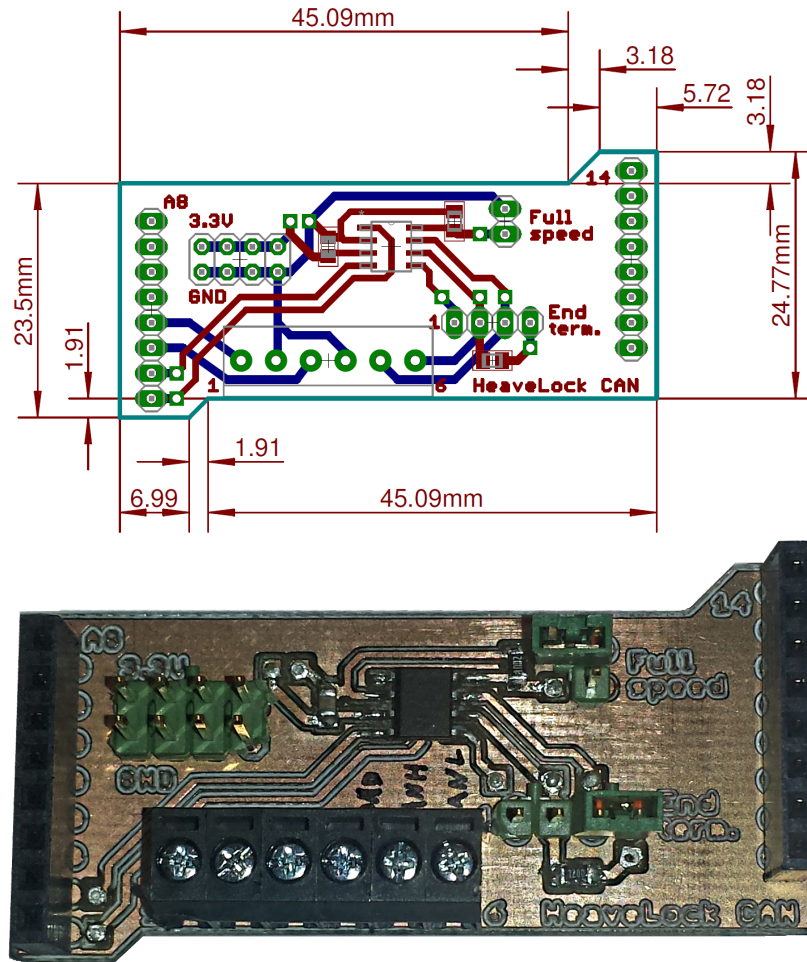 45.09mm
3.18
5.72
3.18
14
A8
3.3V
Full
speed
23.5mm
24.77mm
GND
End
1
term.
1.91
1
6
HeaveLock CAN
1.91
6.99
45.09mm
14
A8
3.3V
Full
speed
GND
End
term.
6
HeaveLock CAN